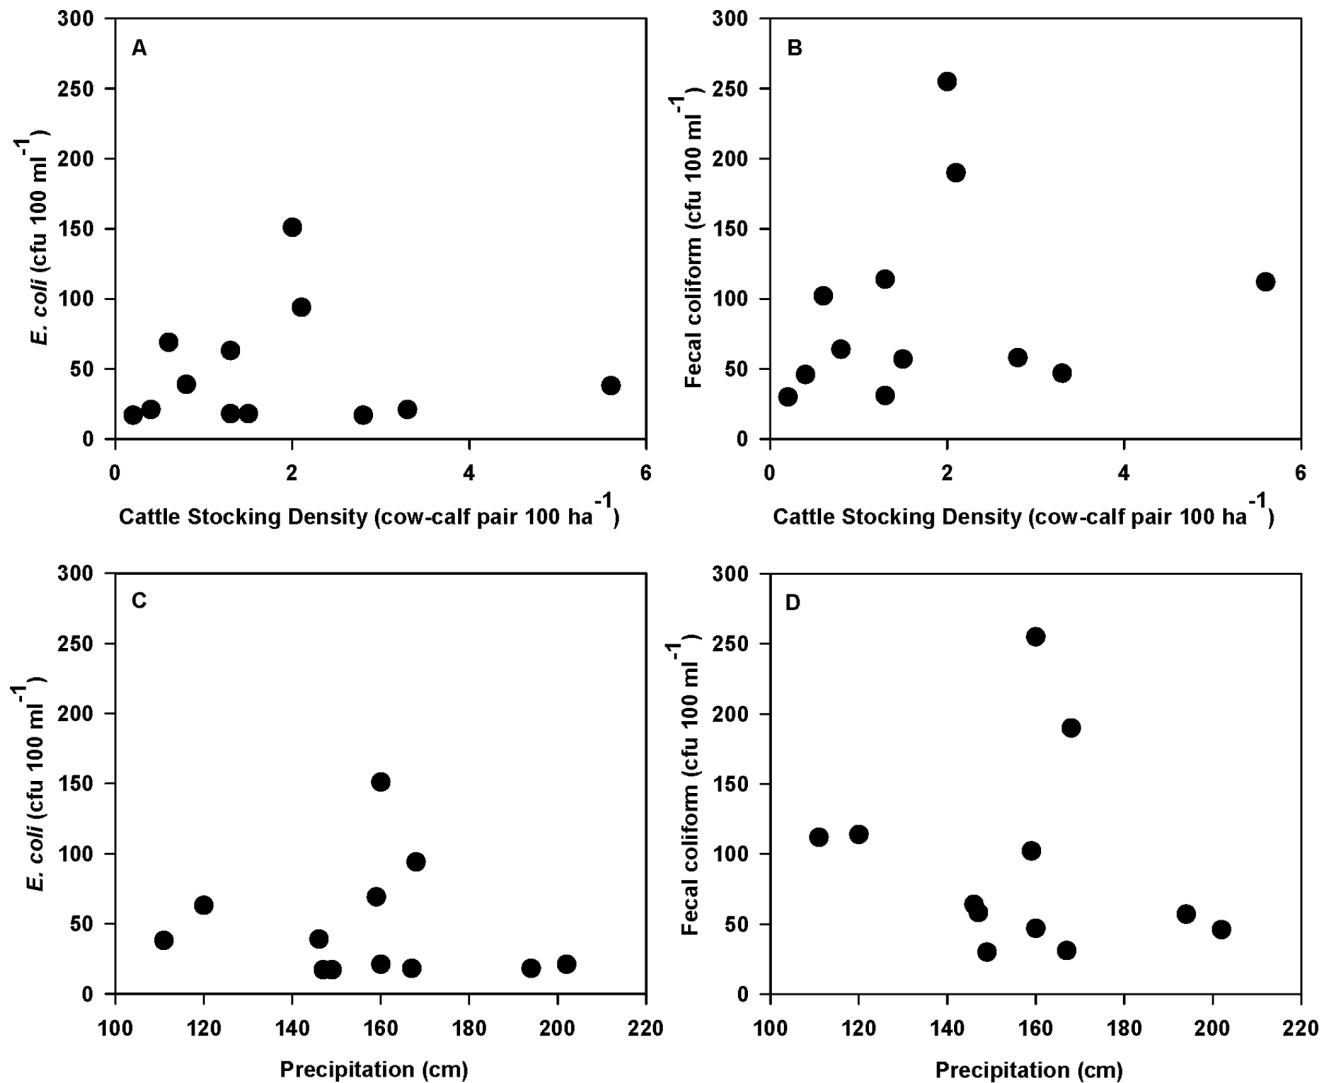 A
300
250
200
150
100
50
0
E. coli (cfu 100 ml-1)
0 2 4 6
Cattle Stocking Density (cow-calf pair 100 ha-1)
B
300
250
200
150
100
50
0
Fecal coliform (cfu 100 ml-1)
0 2 4 6
Cattle Stocking Density (cow-calf pair 100 ha-1)
C
300
250
200
150
100
50
0
E. coli (cfu 100 ml-1)
100 120 140 160 180 200 220
Precipitation (cm)
D
300
250
200
150
100
50
0
Fecal coliform (cfu 100 ml-1)
100 120 140 160 180 200 220
Precipitation (cm)